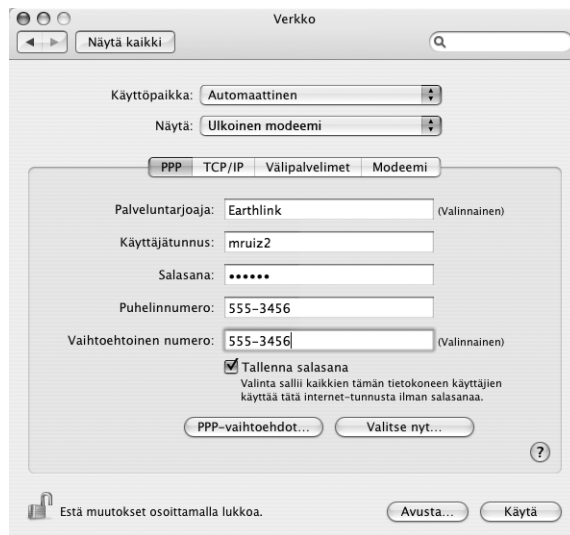 Verkko
Näytä kaikki
Käyttöpaikka: Automaattinen
Näytä: Ulkoinen modeemi
PPP TCP/IP Välipalvelimet Modeemi
Palveluntarjoaja: Earthlink (Valinnainen)
Käyttäjätunnus: mruiz2
Salasana: ••••••
Puhelinnumero: 555-3456
Vaihtoehtoinen numero: 555-3456 (Valinnainen)
Tallenna salasana
Valinta sallii kaikkien tämän tietokoneen käyttäjien
käyttää tätä internet-tunnusta ilman salasanaa.
PPP-vaihtoehdot... Valitse nyt...
?
Estä muutokset osoittamalla lukkoa. Avusta... Käytä